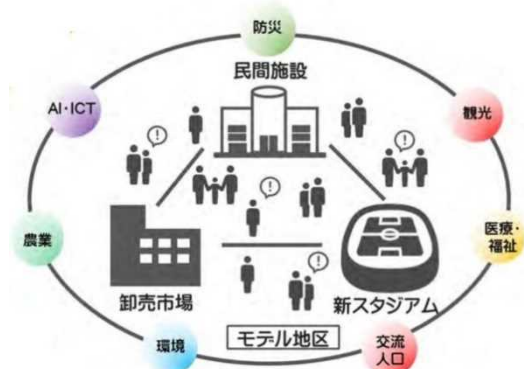 防災
民間施設
AI・ICT
観光
農業
医療・
福祉
卸売市場
新スタジアム
環境
モデル地区
交流
人口